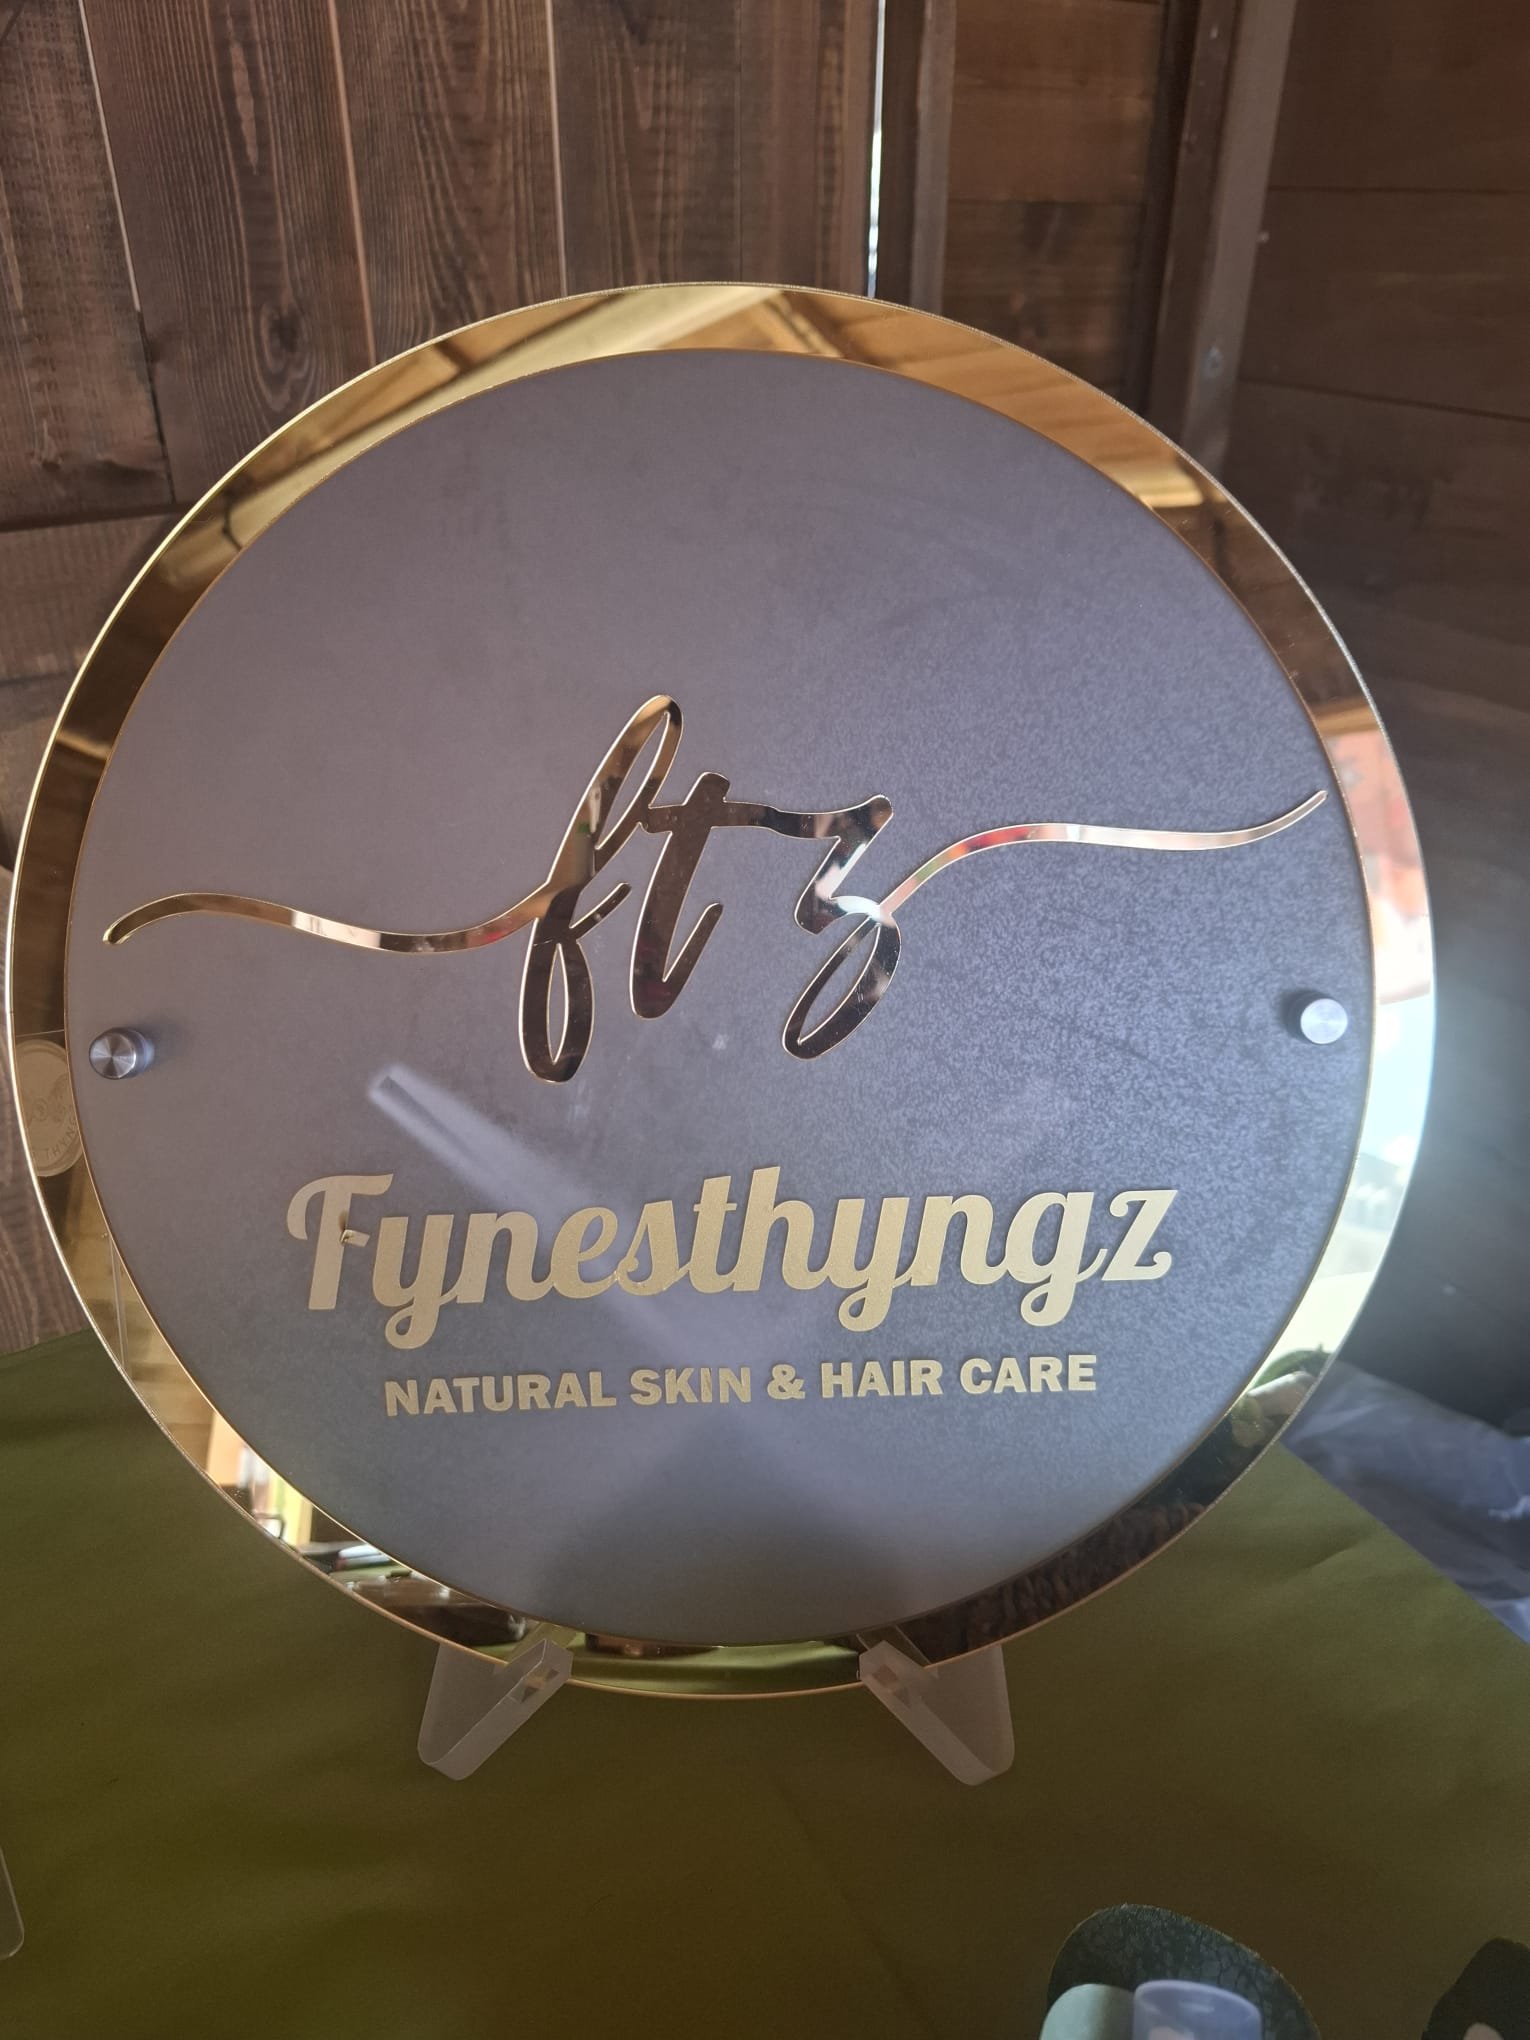 ftz
Fynesthyngz
NATURAL SKIN & HAIR CARE